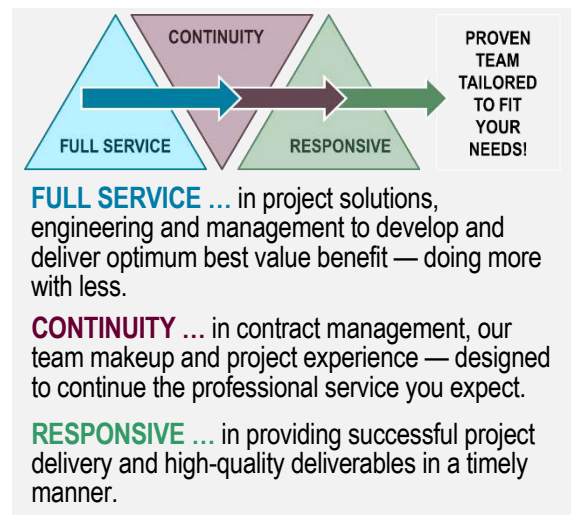 CONTINUITY
FULL SERVICE
RESPONSIVE
PROVEN
TEAM
TAILORED
TO FIT
YOUR
NEEDS!
FULL SERVICE … in project solutions,
engineering and management to develop and
deliver optimum best value benefit — doing more
with less.
CONTINUITY … in contract management, our
team makeup and project experience — designed
to continue the professional service you expect.
RESPONSIVE … in providing successful project
delivery and high-quality deliverables in a timely
manner.